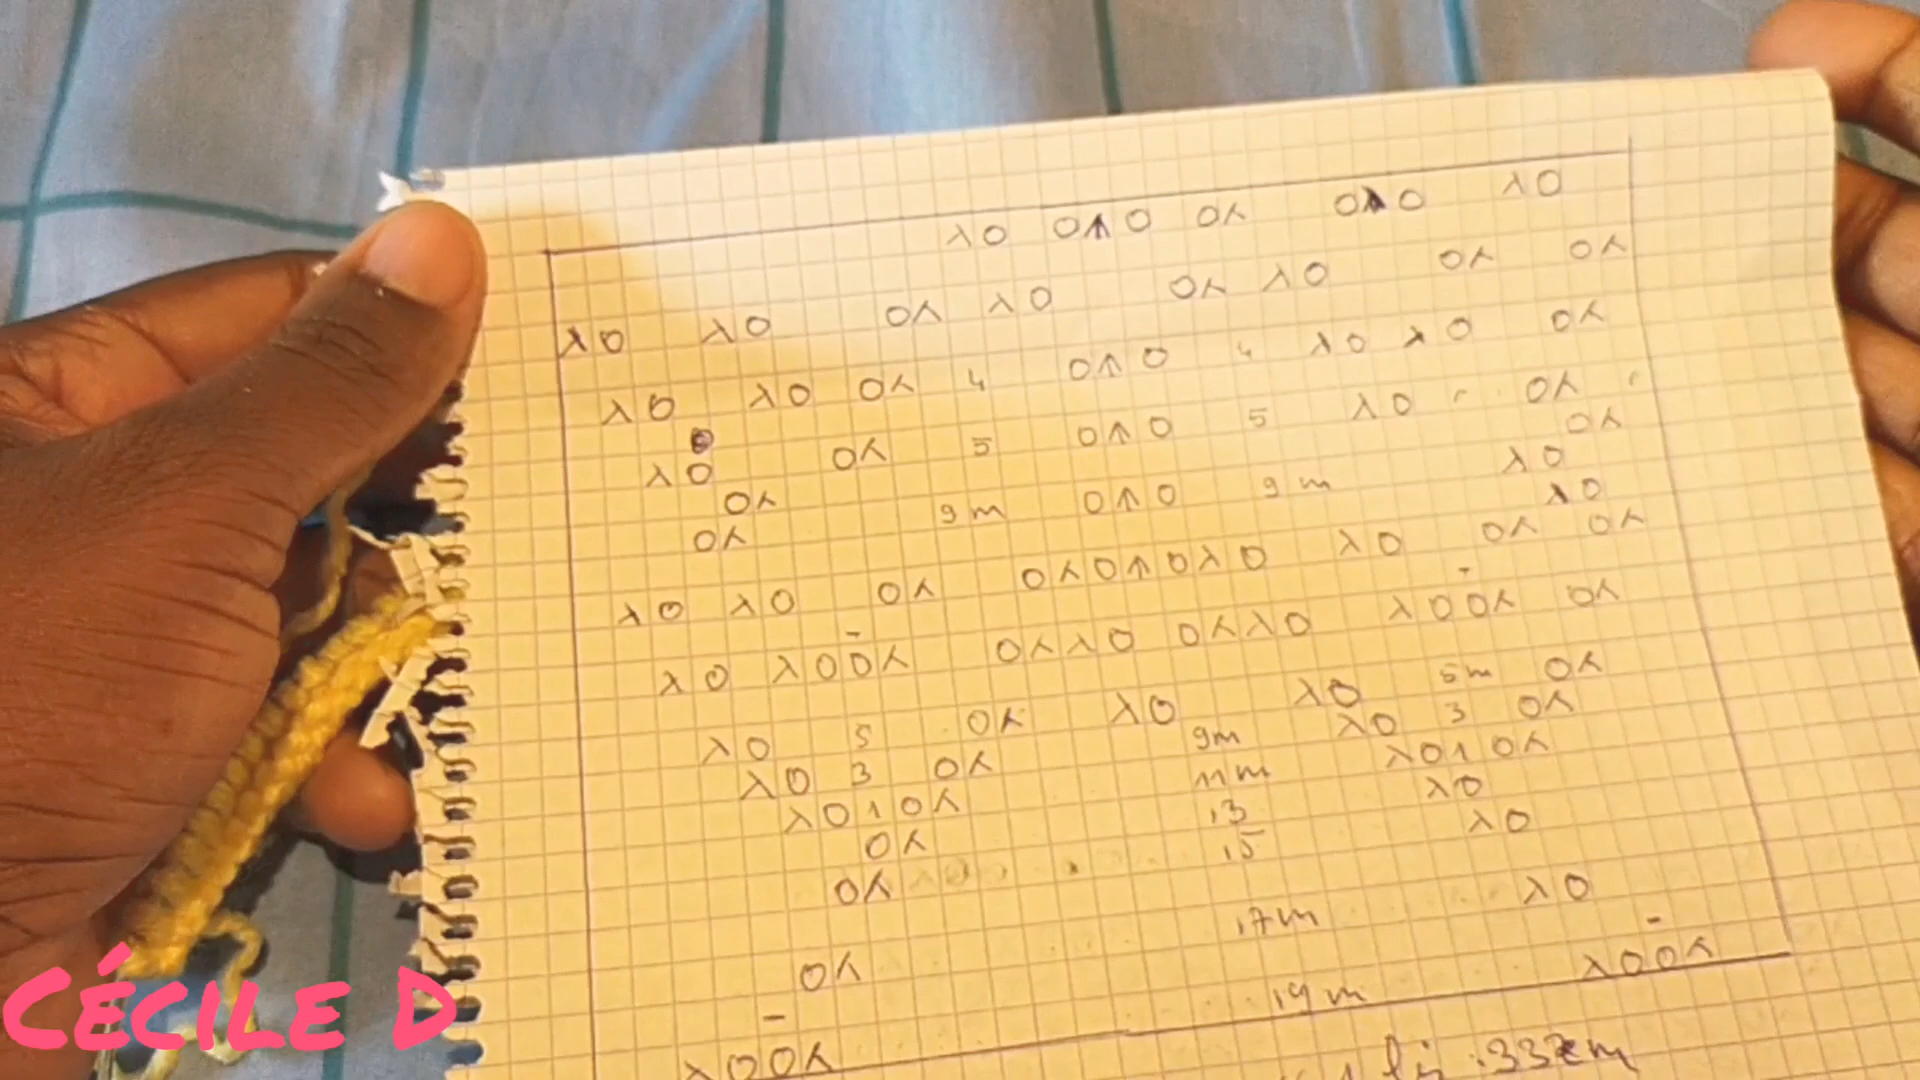 λO O⋏O O⋌ O⋏O λO
λO λO O⋌ λO O⋌ λO O⋌ O⋌
λO λO O⋌ 4 O⋔O 4 λO λO O⋌
λO O⋌ 5 O⋔O 5 λO O⋌
O⋌ 9m O⋔O 9m λO O⋌
O⋌ λO
λO λO O⋌ O⋌O⋔OλO λO O⋌ O⋌
λO λOO⋌ O⋌λO O⋌λO λOO⋌ O⋌
λO 5 O⋌ λO λO 5m O⋌
λO 3 O⋌ 9m λO 3 O⋌
λO1O⋌ 11m λO1O⋌
O⋌ 13 λO
O⋌ 15 λO
O⋌ 17m λO
λOO⋌ 19m λOO⋌
Cécile D